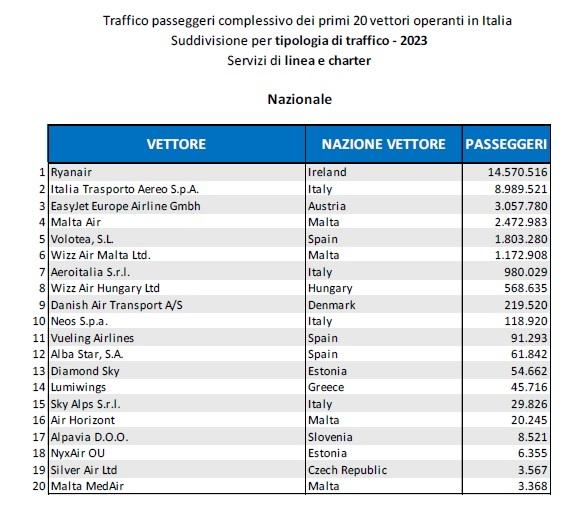 Traffico passeggeri complessivo dei primi 20 vettori operanti in Italia
Suddivisione per tipologia di traffico - 2023
Servizi di linea e charter
Nazionale
VETTORE NAZIONE VETTORE PASSEGGERI
1 Ryanair Ireland 14.570.516
2 Italia Trasporto Aereo S.p.A. Italy 8.989.521
3 EasyJet Europe Airline Gmbh Austria 3.057.780
4 Malta Air Malta 2.472.983
5 Volotea, S.L. Spain 1.803.280
6 Wizz Air Malta Ltd. Malta 1.172.908
7 Aeroitalia S.r.l. Italy 980.029
8 Wizz Air Hungary Ltd Hungary 568.635
9 Danish Air Transport A/S Denmark 219.520
10 Neos S.p.a. Italy 118.920
11 Vueling Airlines Spain 91.293
12 Alba Star, S.A. Spain 61.842
13 Diamond Sky Estonia 54.662
14 Lumiwings Greece 45.716
15 Sky Alps S.r.l. Italy 29.826
16 Air Horizont Malta 20.245
17 Alpavia D.O.O. Slovenia 8.521
18 NyxAir OU Estonia 6.355
19 Silver Air Ltd Czech Republic 3.567
20 Malta MedAir Malta 3.368